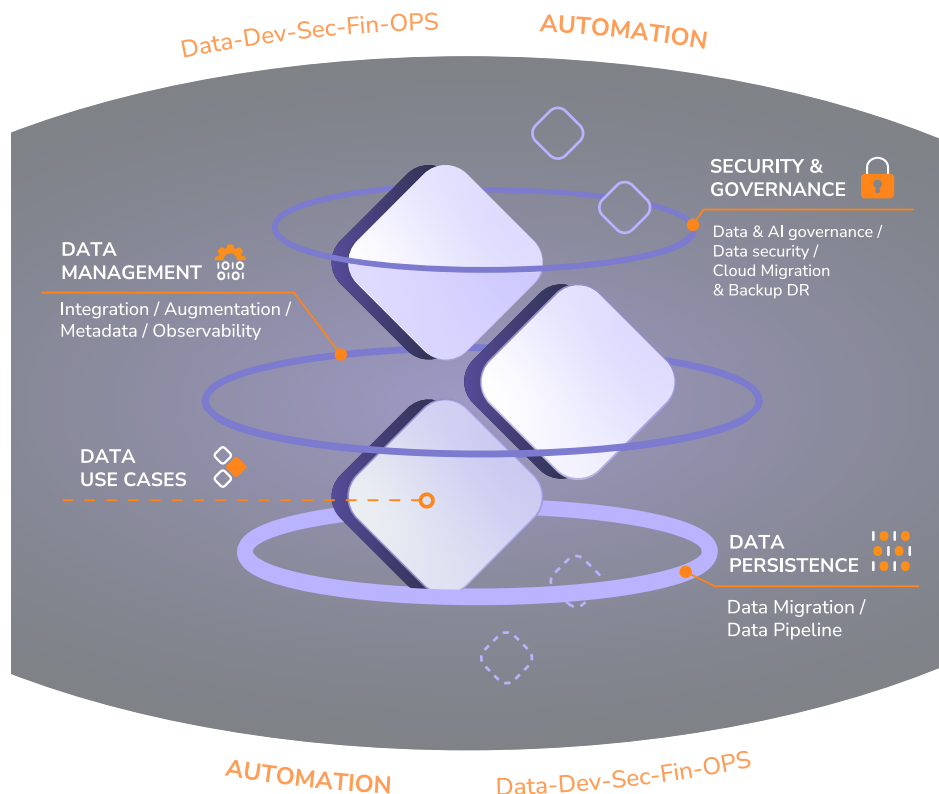 Data-Dev-Sec-Fin-OPS
AUTOMATION
SECURITY &
GOVERNANCE
Data & AI governance /
Data security /
Cloud Migration
& Backup DR
DATA
MANAGEMENT
1010
0101
Integration / Augmentation /
Metadata / Observability
DATA
USE CASES
DATA
PERSISTENCE
Data Migration /
Data Pipeline
AUTOMATION
Data-Dev-Sec-Fin-OPS